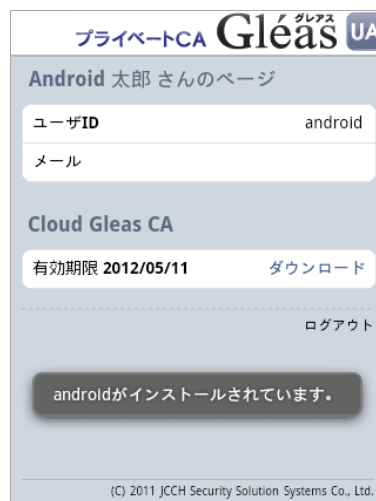 グレアス
プライベートCA Gléas UA
Android 太郎 さんのページ
ユーザID android
メール
Cloud Gleas CA
有効期限 2012/05/11 ダウンロード
ログアウト
androidがインストールされています。
(C) 2011 JCCH Security Solution Systems Co., Ltd.